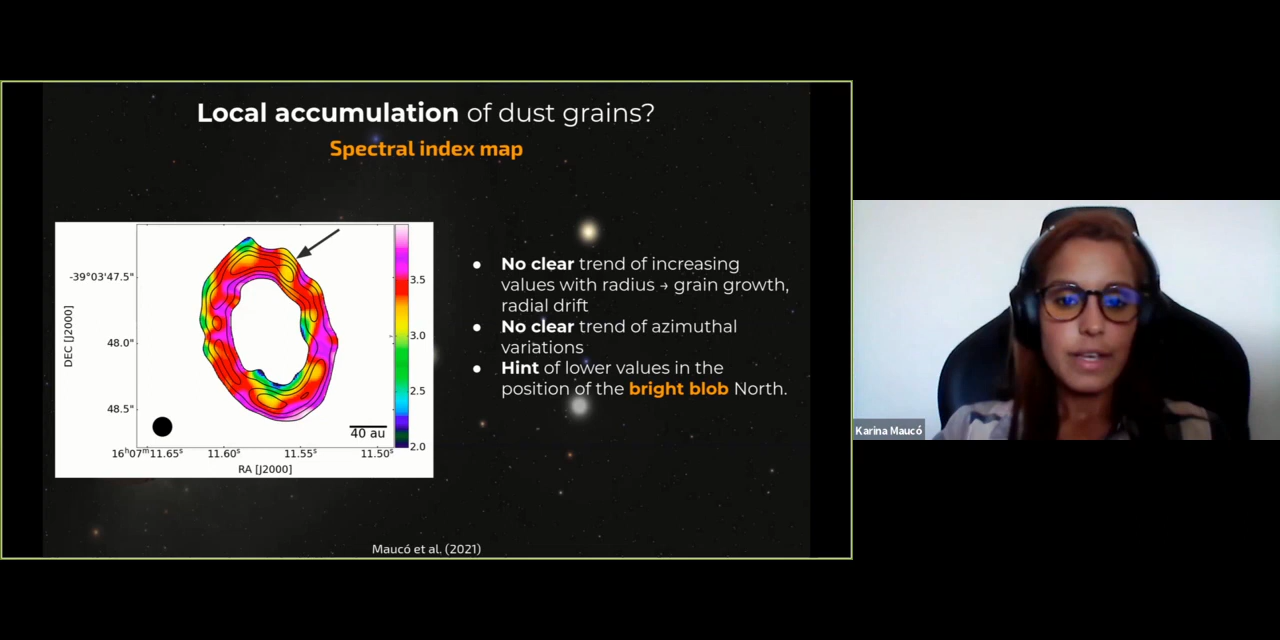 Local accumulation of dust grains?
Spectral index map
-39°03'47.5"
48.0"
48.5"
DEC [J2000]
16ʰ07ᵐ11.65ˢ
11.60ˢ
11.55ˢ
11.50ˢ
RA [J2000]
40 au
3.5
3.0
2.5
2.0
● No clear trend of increasing
values with radius → grain growth,
radial drift
● No clear trend of azimuthal
variations
● Hint of lower values in the
position of the bright blob North.
Maucó et al. (2021)
Karina Maucó